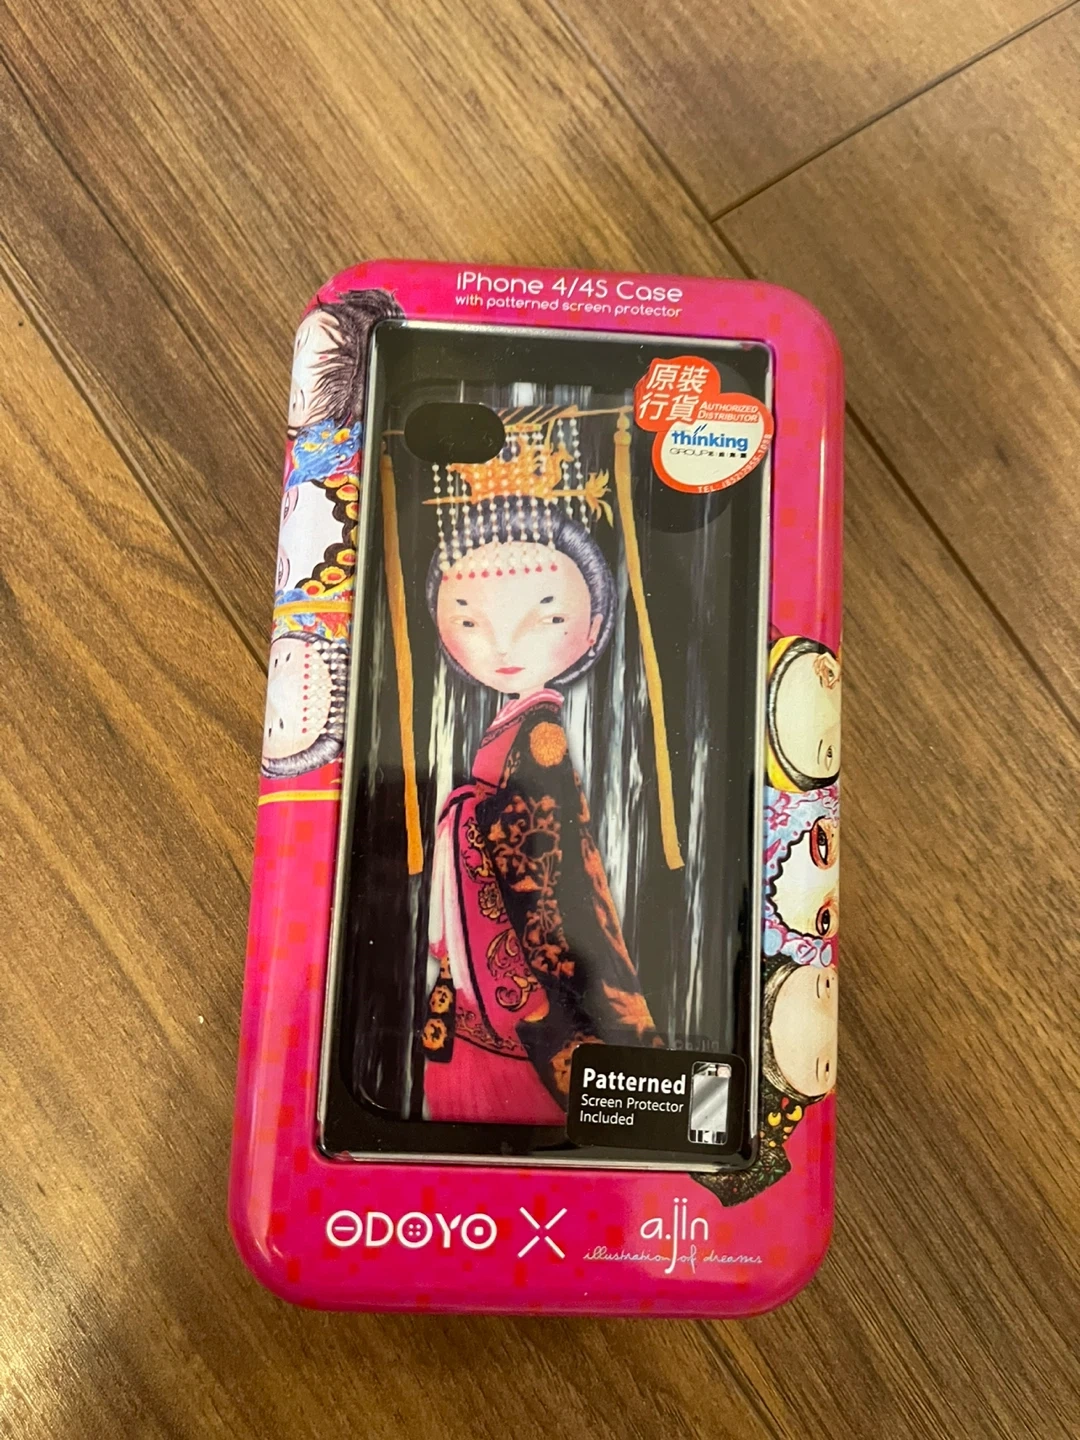 iPhone 4/4S Case
with patterned screen protector
原裝
行貨
AUTHORIZED
DISTRIBUTOR
thinking
GROUP
a.jin
Patterned
Screen Protector
Included
ODOYO X a.jin
illustration of dreams